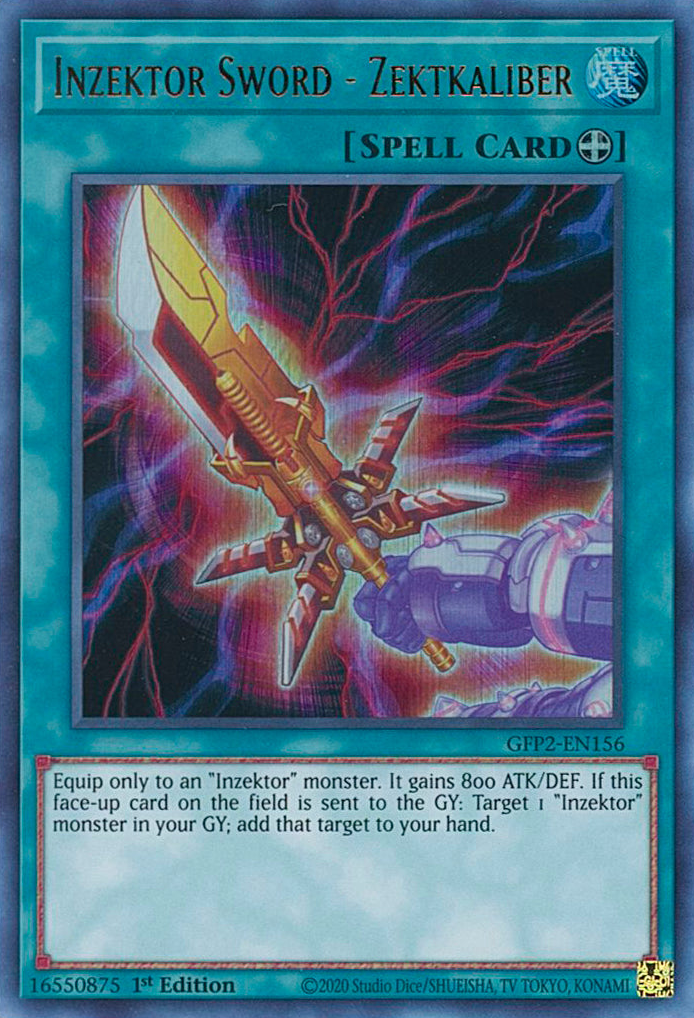 Inzektor Sword - Zektkaliber
SPELL
魔
[Spell Card]
GFP2-EN156
Equip only to an "Inzektor" monster. It gains 800 ATK/DEF. If this
face-up card on the field is sent to the GY: Target 1 "Inzektor"
monster in your GY; add that target to your hand.
16550875 1st Edition ©2020 Studio Dice/SHUEISHA, TV TOKYO, KONAMI